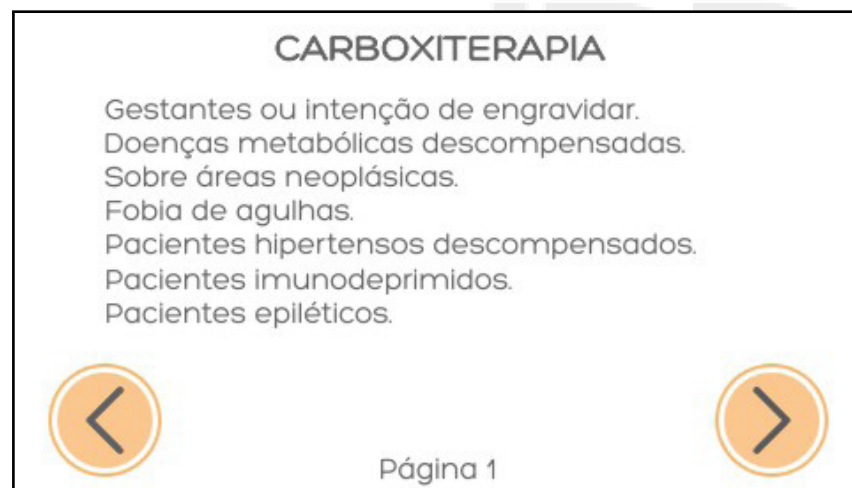 CARBOXITERAPIA
Gestantes ou intenção de engravidar.
Doenças metabólicas descompensadas.
Sobre áreas neoplásicas.
Fobia de agulhas.
Pacientes hipertensos descompensados.
Pacientes imunodeprimidos.
Pacientes epiléticos.
Página 1